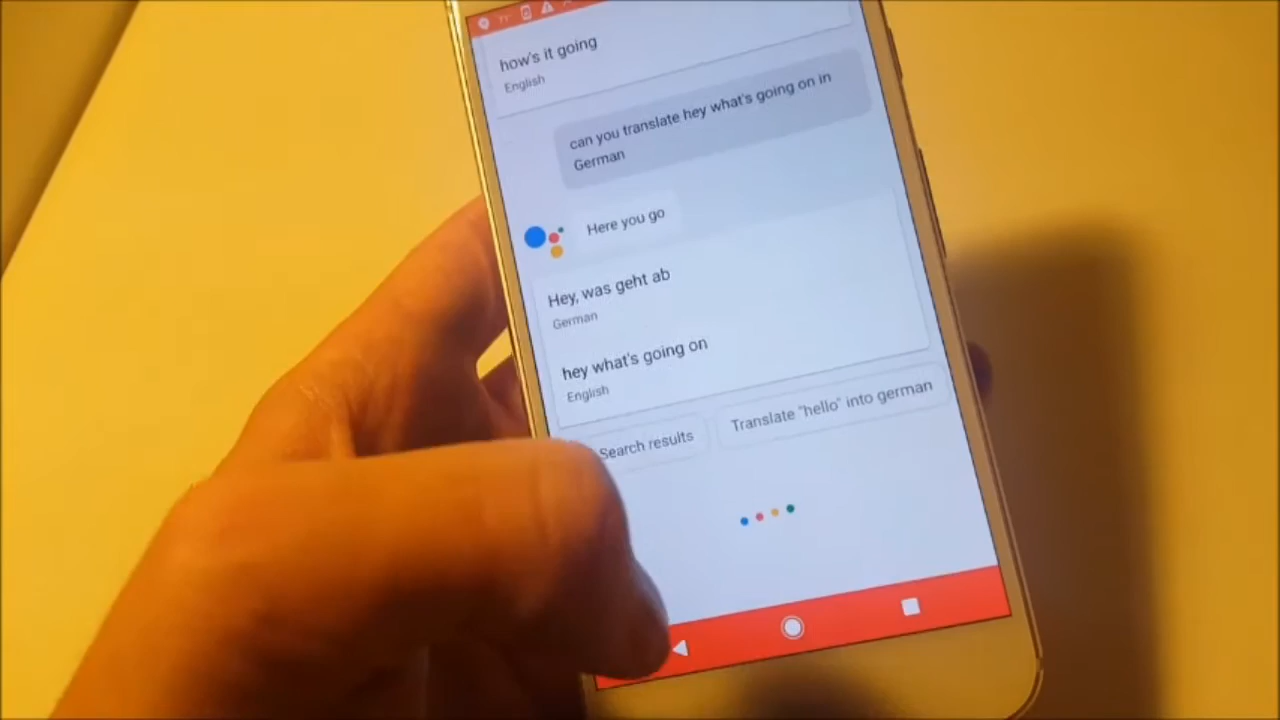 how's it going
English
can you translate hey what's going on in
German
Here you go
Hey, was geht ab
German
hey what's going on
English
Search results
Translate "hello" into german